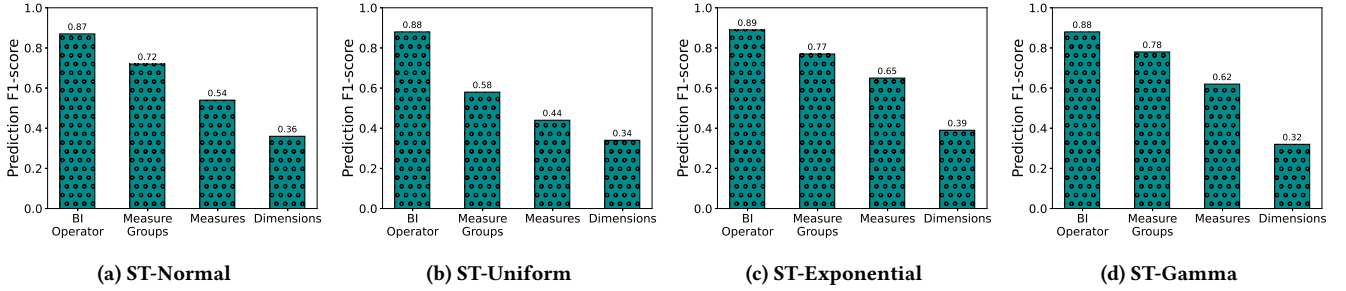 Prediction F1-score
1.0
0.8
0.6
0.4
0.2
0.0
0.87
0.72
0.54
0.36
BI Operator
Measure Groups
Measures
Dimensions
(a) ST-Normal
Prediction F1-score
1.0
0.8
0.6
0.4
0.2
0.0
0.88
0.58
0.44
0.34
BI Operator
Measure Groups
Measures
Dimensions
(b) ST-Uniform
Prediction F1-score
1.0
0.8
0.6
0.4
0.2
0.0
0.89
0.77
0.65
0.39
BI Operator
Measure Groups
Measures
Dimensions
(c) ST-Exponential
Prediction F1-score
1.0
0.8
0.6
0.4
0.2
0.0
0.88
0.78
0.62
0.32
BI Operator
Measure Groups
Measures
Dimensions
(d) ST-Gamma